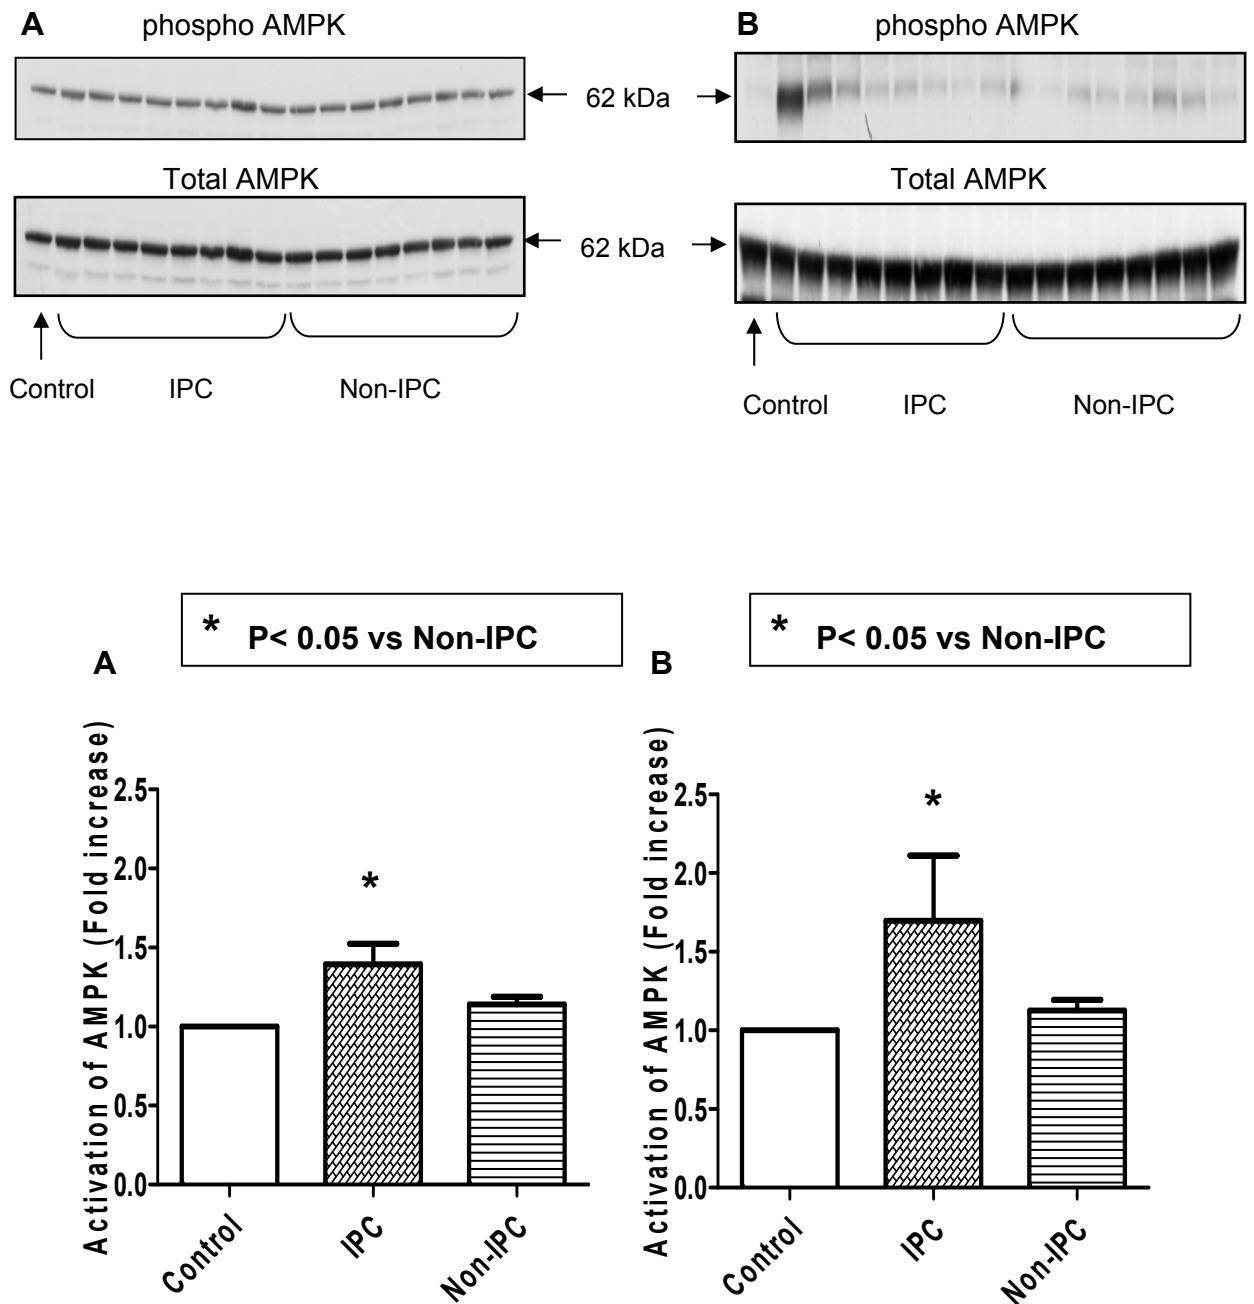 A
phospho AMPK
62 kDa
Total AMPK
62 kDa
Control
IPC
Non-IPC
B
phospho AMPK
Total AMPK
Control
IPC
Non-IPC
* P< 0.05 vs Non-IPC
A
Activation of AMPK (Fold increase)
2.5
2.0
1.5
1.0
0.5
0.0
*
Control
IPC
Non-IPC
* P< 0.05 vs Non-IPC
B
Activation of AMPK (Fold increase)
2.5
2.0
1.5
1.0
0.5
0.0
*
Control
IPC
Non-IPC